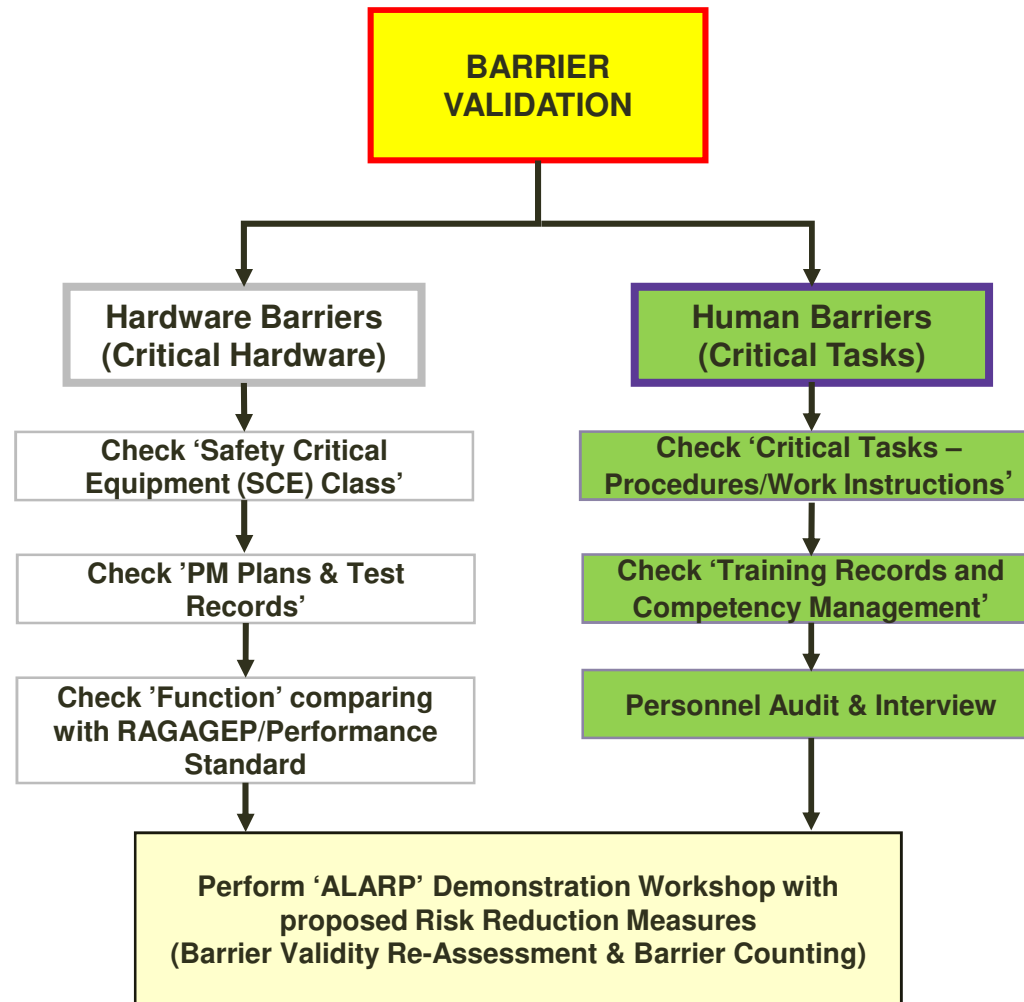 BARRIER
VALIDATION
Hardware Barriers
(Critical Hardware)
Human Barriers
(Critical Tasks)
Check ‘Safety Critical
Equipment (SCE) Class’
Check ‘Critical Tasks –
Procedures/Work Instructions’
Check ’PM Plans & Test
Records’
Check ‘Training Records and
Competency Management’
Check ’Function’ comparing
with RAGAGEP/Performance
Standard
Personnel Audit & Interview
Perform ‘ALARP’ Demonstration Workshop with
proposed Risk Reduction Measures
(Barrier Validity Re-Assessment & Barrier Counting)